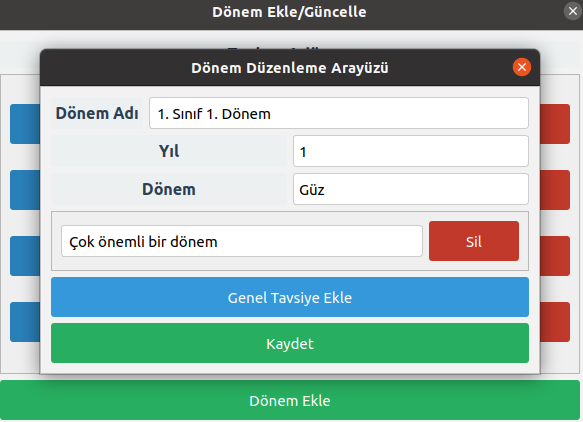 Dönem Ekle/Güncelle
Dönem Düzenleme Arayüzü
Dönem Adı 1. Sınıf 1. Dönem
Yıl 1
Dönem Güz
Çok önemli bir dönem Sil
Genel Tavsiye Ekle
Kaydet
Dönem Ekle